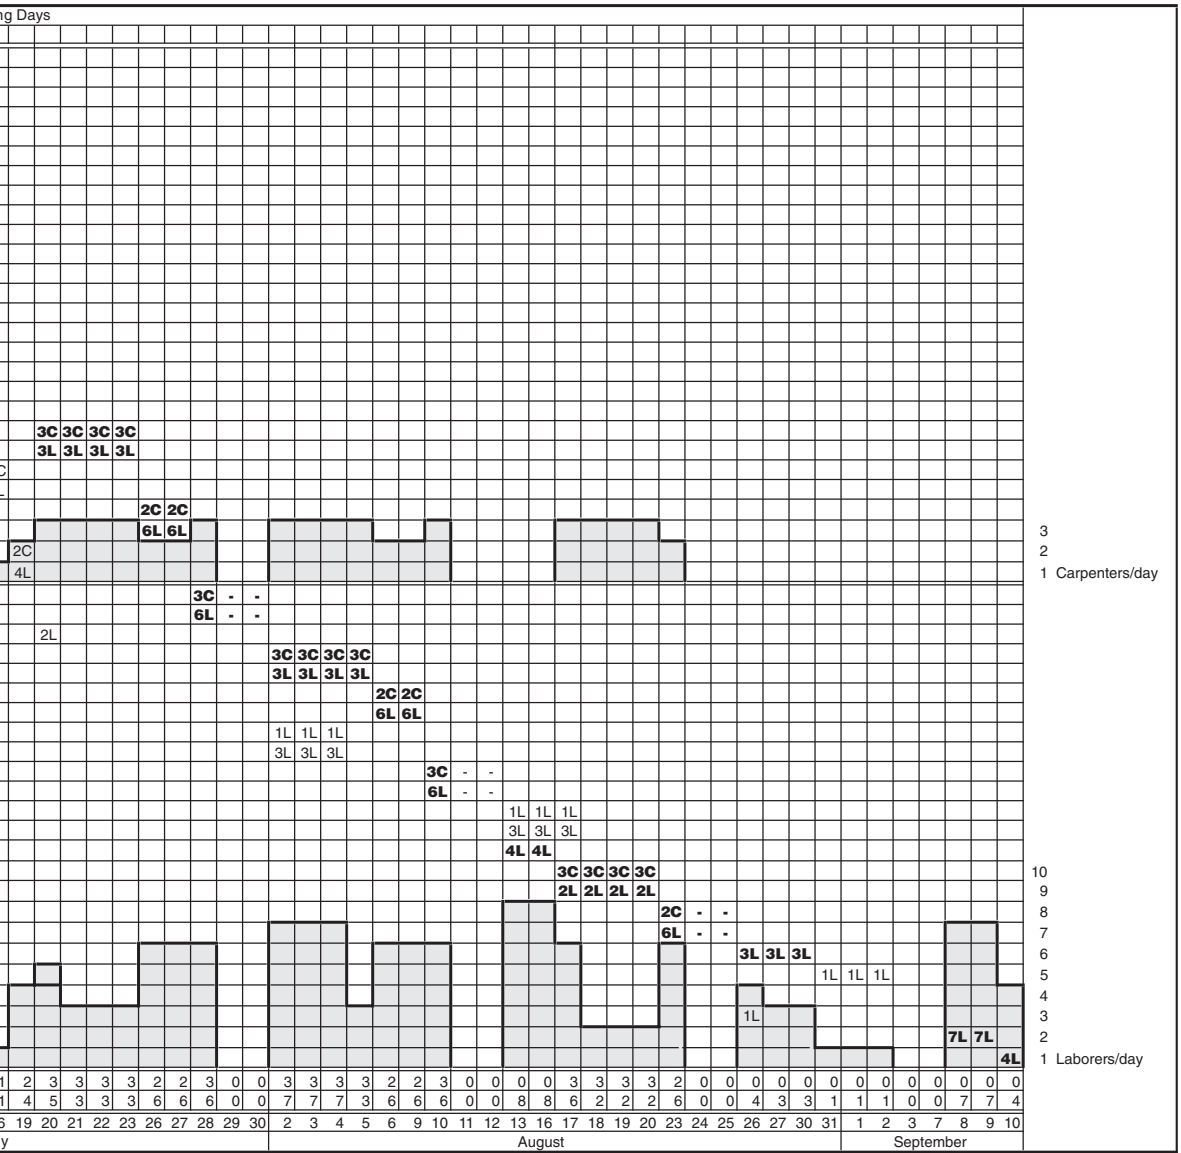 ng Days
3C 3C 3C 3C
3L 3L 3L 3L
C
2C 2C
6L 6L 3
2C 2
4L 1 Carpenters/day
3C - -
6L - -
2L
3C 3C 3C 3C
3L 3L 3L 3L
2C 2C
6L 6L
1L 1L 1L
3L 3L 3L
3C - -
6L - -
1L 1L 1L
3L 3L 3L
4L 4L
3C 3C 3C 3C 10
2L 2L 2L 2L 9
2C - - 8
6L - - 7
3L 3L 3L 6
1L 1L 1L 5
4
1L 3
7L 7L 2
4L 1 Laborers/day
1 2 3 3 3 3 2 2 3 0 0 3 3 3 3 2 2 3 0 0 0 0 3 3 3 3 2 0 0 0 0 0 0 0 0 0 0 0 0 0
1 4 5 3 3 3 6 6 6 0 0 7 7 7 3 6 6 6 0 0 8 8 6 2 2 2 6 0 0 4 3 3 1 1 1 0 0 7 7 4
6 19 20 21 22 23 26 27 28 29 30 2 3 4 5 6 9 10 11 12 13 16 17 18 19 20 23 24 25 26 27 30 31 1 2 3 7 8 9 10
y August September